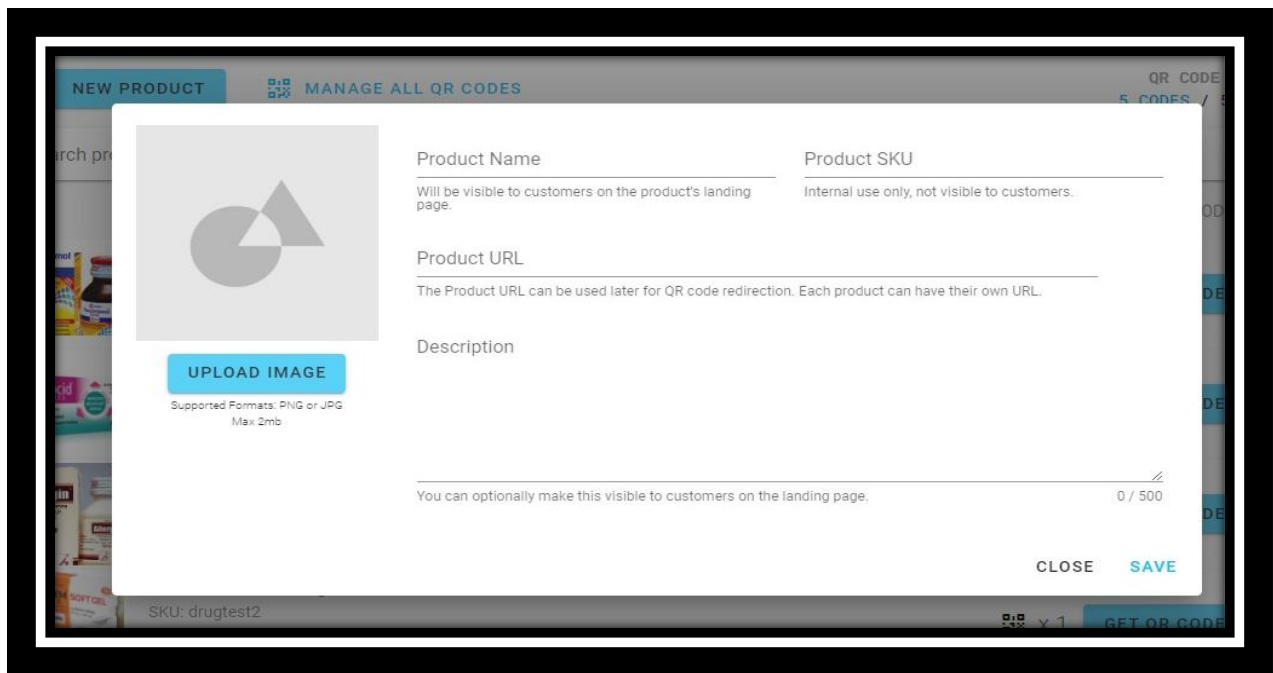 NEW PRODUCT
MANAGE ALL QR CODES
QR CODE
5 CODES /
Product Name
Product SKU
Will be visible to customers on the product's landing
page.
Internal use only, not visible to customers.
Product URL
The Product URL can be used later for QR code redirection. Each product can have their own URL.
Description
UPLOAD IMAGE
Supported Formats: PNG or JPG
Max 2mb
You can optionally make this visible to customers on the landing page.
0 / 500
CLOSE
SAVE
SOFT GEL
SKU: drugtest2
x 1
GET QR CODE